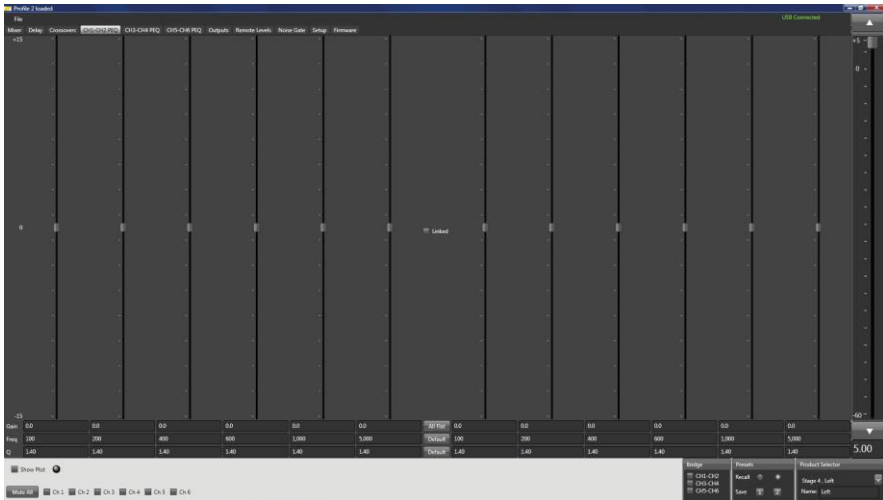 Profile 2 loaded
File
USB Connected
Mixer Delay Crossovers CH1-CH2 PEQ CH3-CH4 PEQ CH5-CH6 PEQ Outputs Remote Levels Noise Gate Setup Firmware
+15
+5
0
0
Linked
-15
-60
Gain 0.0 0.0 0.0 0.0 0.0 0.0 All Flat 0.0 0.0 0.0 0.0 0.0 0.0
Freq 100 200 400 600 1,000 5,000 Default 100 200 400 600 1,000 5,000
Q 1.40 1.40 1.40 1.40 1.40 1.40 Default 1.40 1.40 1.40 1.40 1.40 1.40
5.00
Show Plot
Mute All Ch 1 Ch 2 Ch 3 Ch 4 Ch 5 Ch 6
Bridge
CH1-CH2
CH3-CH4
CH5-CH6
Presets
Recall
Save 1 2
Product Selector
Stage 4 , Left
Name: Left